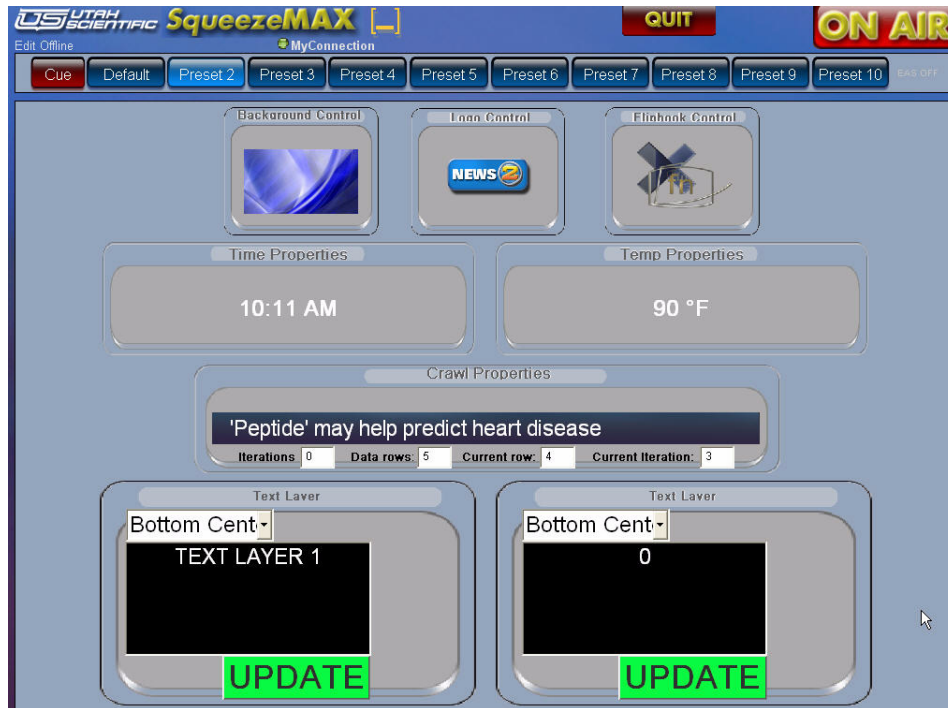 UTAH SCIENTIFIC SqueezeMAX [_] QUIT ON AIR
Edit Offline MyConnection
Cue Default Preset 2 Preset 3 Preset 4 Preset 5 Preset 6 Preset 7 Preset 8 Preset 9 Preset 10 EAS OFF
Background Control Logo Control Flipbook Control
NEWS 2
Time Properties Temp Properties
10:11 AM 90 °F
Crawl Properties
'Peptide' may help predict heart disease
Iterations 0 Data rows: 5 Current row: 4 Current Iteration: 3
Text Layer Text Layer
Bottom Cent Bottom Cent
TEXT LAYER 1 0
UPDATE UPDATE